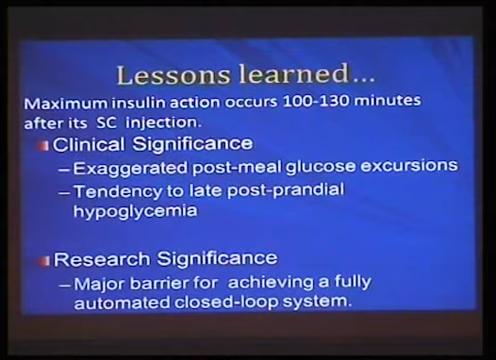 Lessons learned...
Maximum insulin action occurs 100-130 minutes
after its SC injection.
Clinical Significance
–Exaggerated post-meal glucose excursions
–Tendency to late post-prandial
hypoglycemia
Research Significance
–Major barrier for achieving a fully
automated closed-loop system.